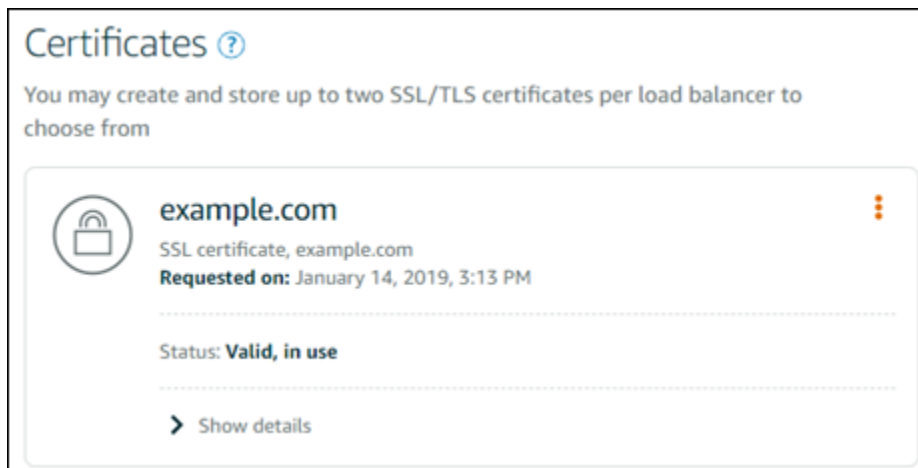 Certificates ?
You may create and store up to two SSL/TLS certificates per load balancer to
choose from
example.com
SSL certificate, example.com
Requested on: January 14, 2019, 3:13 PM
Status: Valid, in use
Show details